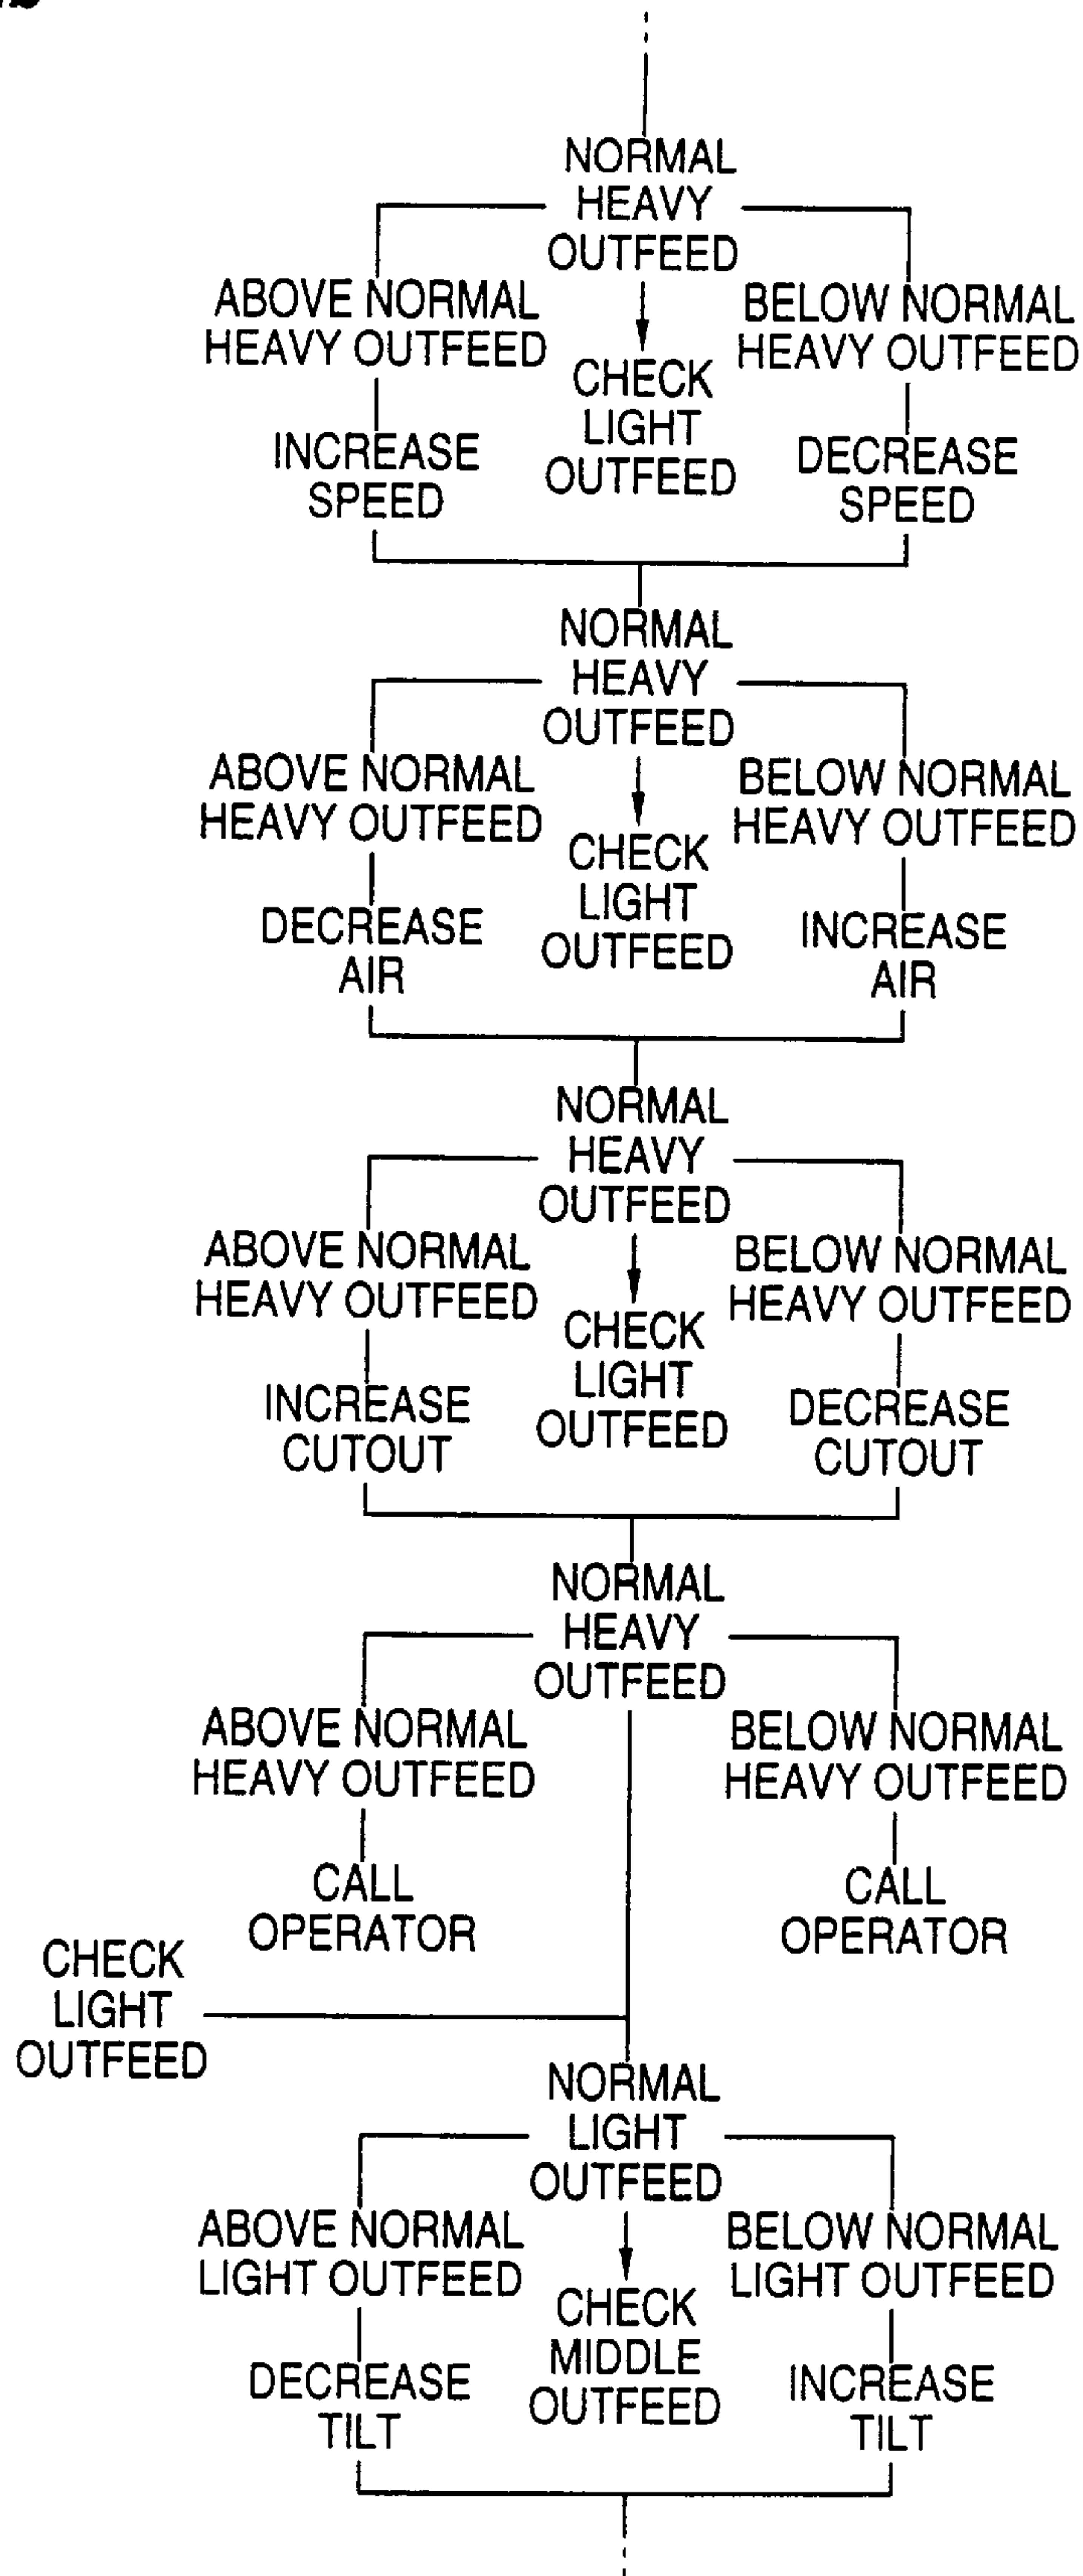 NORMAL
HEAVY
OUTFEED
ABOVE NORMAL
HEAVY OUTFEED
CHECK
LIGHT
OUTFEED
BELOW NORMAL
HEAVY OUTFEED
INCREASE
SPEED
DECREASE
SPEED
NORMAL
HEAVY
OUTFEED
ABOVE NORMAL
HEAVY OUTFEED
CHECK
LIGHT
OUTFEED
BELOW NORMAL
HEAVY OUTFEED
DECREASE
AIR
INCREASE
AIR
NORMAL
HEAVY
OUTFEED
ABOVE NORMAL
HEAVY OUTFEED
CHECK
LIGHT
OUTFEED
BELOW NORMAL
HEAVY OUTFEED
INCREASE
CUTOUT
DECREASE
CUTOUT
NORMAL
HEAVY
OUTFEED
ABOVE NORMAL
HEAVY OUTFEED
BELOW NORMAL
HEAVY OUTFEED
CALL
OPERATOR
CALL
OPERATOR
CHECK
LIGHT
OUTFEED
NORMAL
LIGHT
OUTFEED
ABOVE NORMAL
LIGHT OUTFEED
CHECK
MIDDLE
OUTFEED
BELOW NORMAL
LIGHT OUTFEED
DECREASE
TILT
INCREASE
TILT